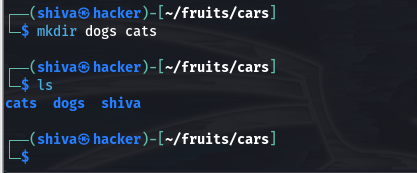 ┌──(shiva㉿hacker)-[~/fruits/cars]
└─$ mkdir dogs cats
┌──(shiva㉿hacker)-[~/fruits/cars]
└─$ ls
cats  dogs  shiva
┌──(shiva㉿hacker)-[~/fruits/cars]
└─$